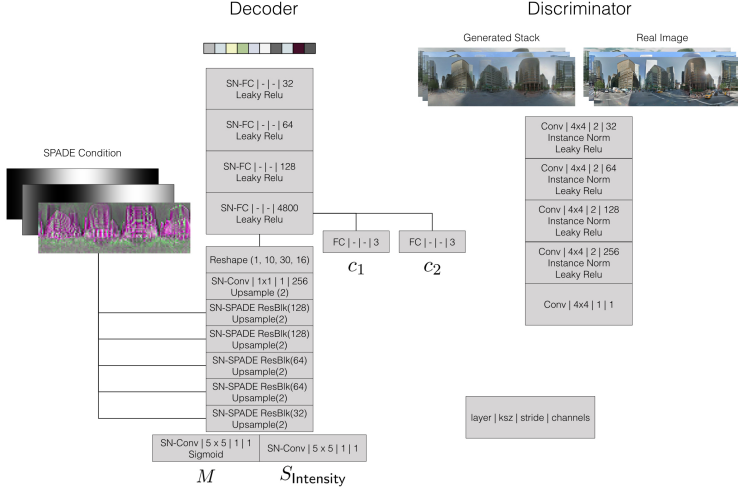 Decoder
SN-FC | - | - | 32
Leaky Relu
SN-FC | - | - | 64
Leaky Relu
SN-FC | - | - | 128
Leaky Relu
SN-FC | - | - | 4800
Leaky Relu
FC | - | - | 3
FC | - | - | 3
c1
c2
SPADE Condition
Reshape (1, 10, 30, 16)
SN-Conv | 1x1 | 1 | 256
Upsample (2)
SN-SPADE ResBlk(128)
Upsample(2)
SN-SPADE ResBlk(128)
Upsample(2)
SN-SPADE ResBlk(64)
Upsample(2)
SN-SPADE ResBlk(64)
Upsample(2)
SN-SPADE ResBlk(32)
Upsample(2)
SN-Conv | 5 x 5 | 1 | 1
Sigmoid
SN-Conv | 5 x 5 | 1 | 1
M
SIntensity
Discriminator
Generated Stack
Real Image
Conv | 4x4 | 2 | 32
Instance Norm
Leaky Relu
Conv | 4x4 | 2 | 64
Instance Norm
Leaky Relu
Conv | 4x4 | 2 | 128
Instance Norm
Leaky Relu
Conv | 4x4 | 2 | 256
Instance Norm
Leaky Relu
Conv | 4x4 | 1 | 1
layer | ksz | stride | channels